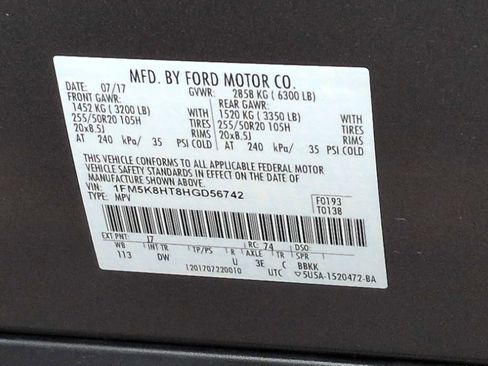 MFD. BY FORD MOTOR CO.
DATE: 07/17 GVWR: 2858 KG ( 6300 LB)
FRONT GAWR: REAR GAWR:
1452 KG ( 3200 LB) 1520 KG ( 3350 LB)
255/50R20 105H TIRES 255/50R20 105H TIRES
20x8.5J RIMS 20x8.5J RIMS
AT 240 kPa/ 35 PSI COLD AT 240 kPa/ 35 PSI COLD
THIS VEHICLE CONFORMS TO ALL APPLICABLE FEDERAL MOTOR
VEHICLE SAFETY STANDARDS IN EFFECT ON THE DATE OF
MANUFACTURE SHOWN ABOVE.
VIN: 1FM5K8HT8HGD56742 F0193
TYPE: MPV T0138
EXT PNT: J7 RC: 74 DSO:
WB INT TR TP/PS R AXLE TR SPR
113 DW U 3E C BBKK
1201707220010 UTC ▽5U5A-1520472-BA